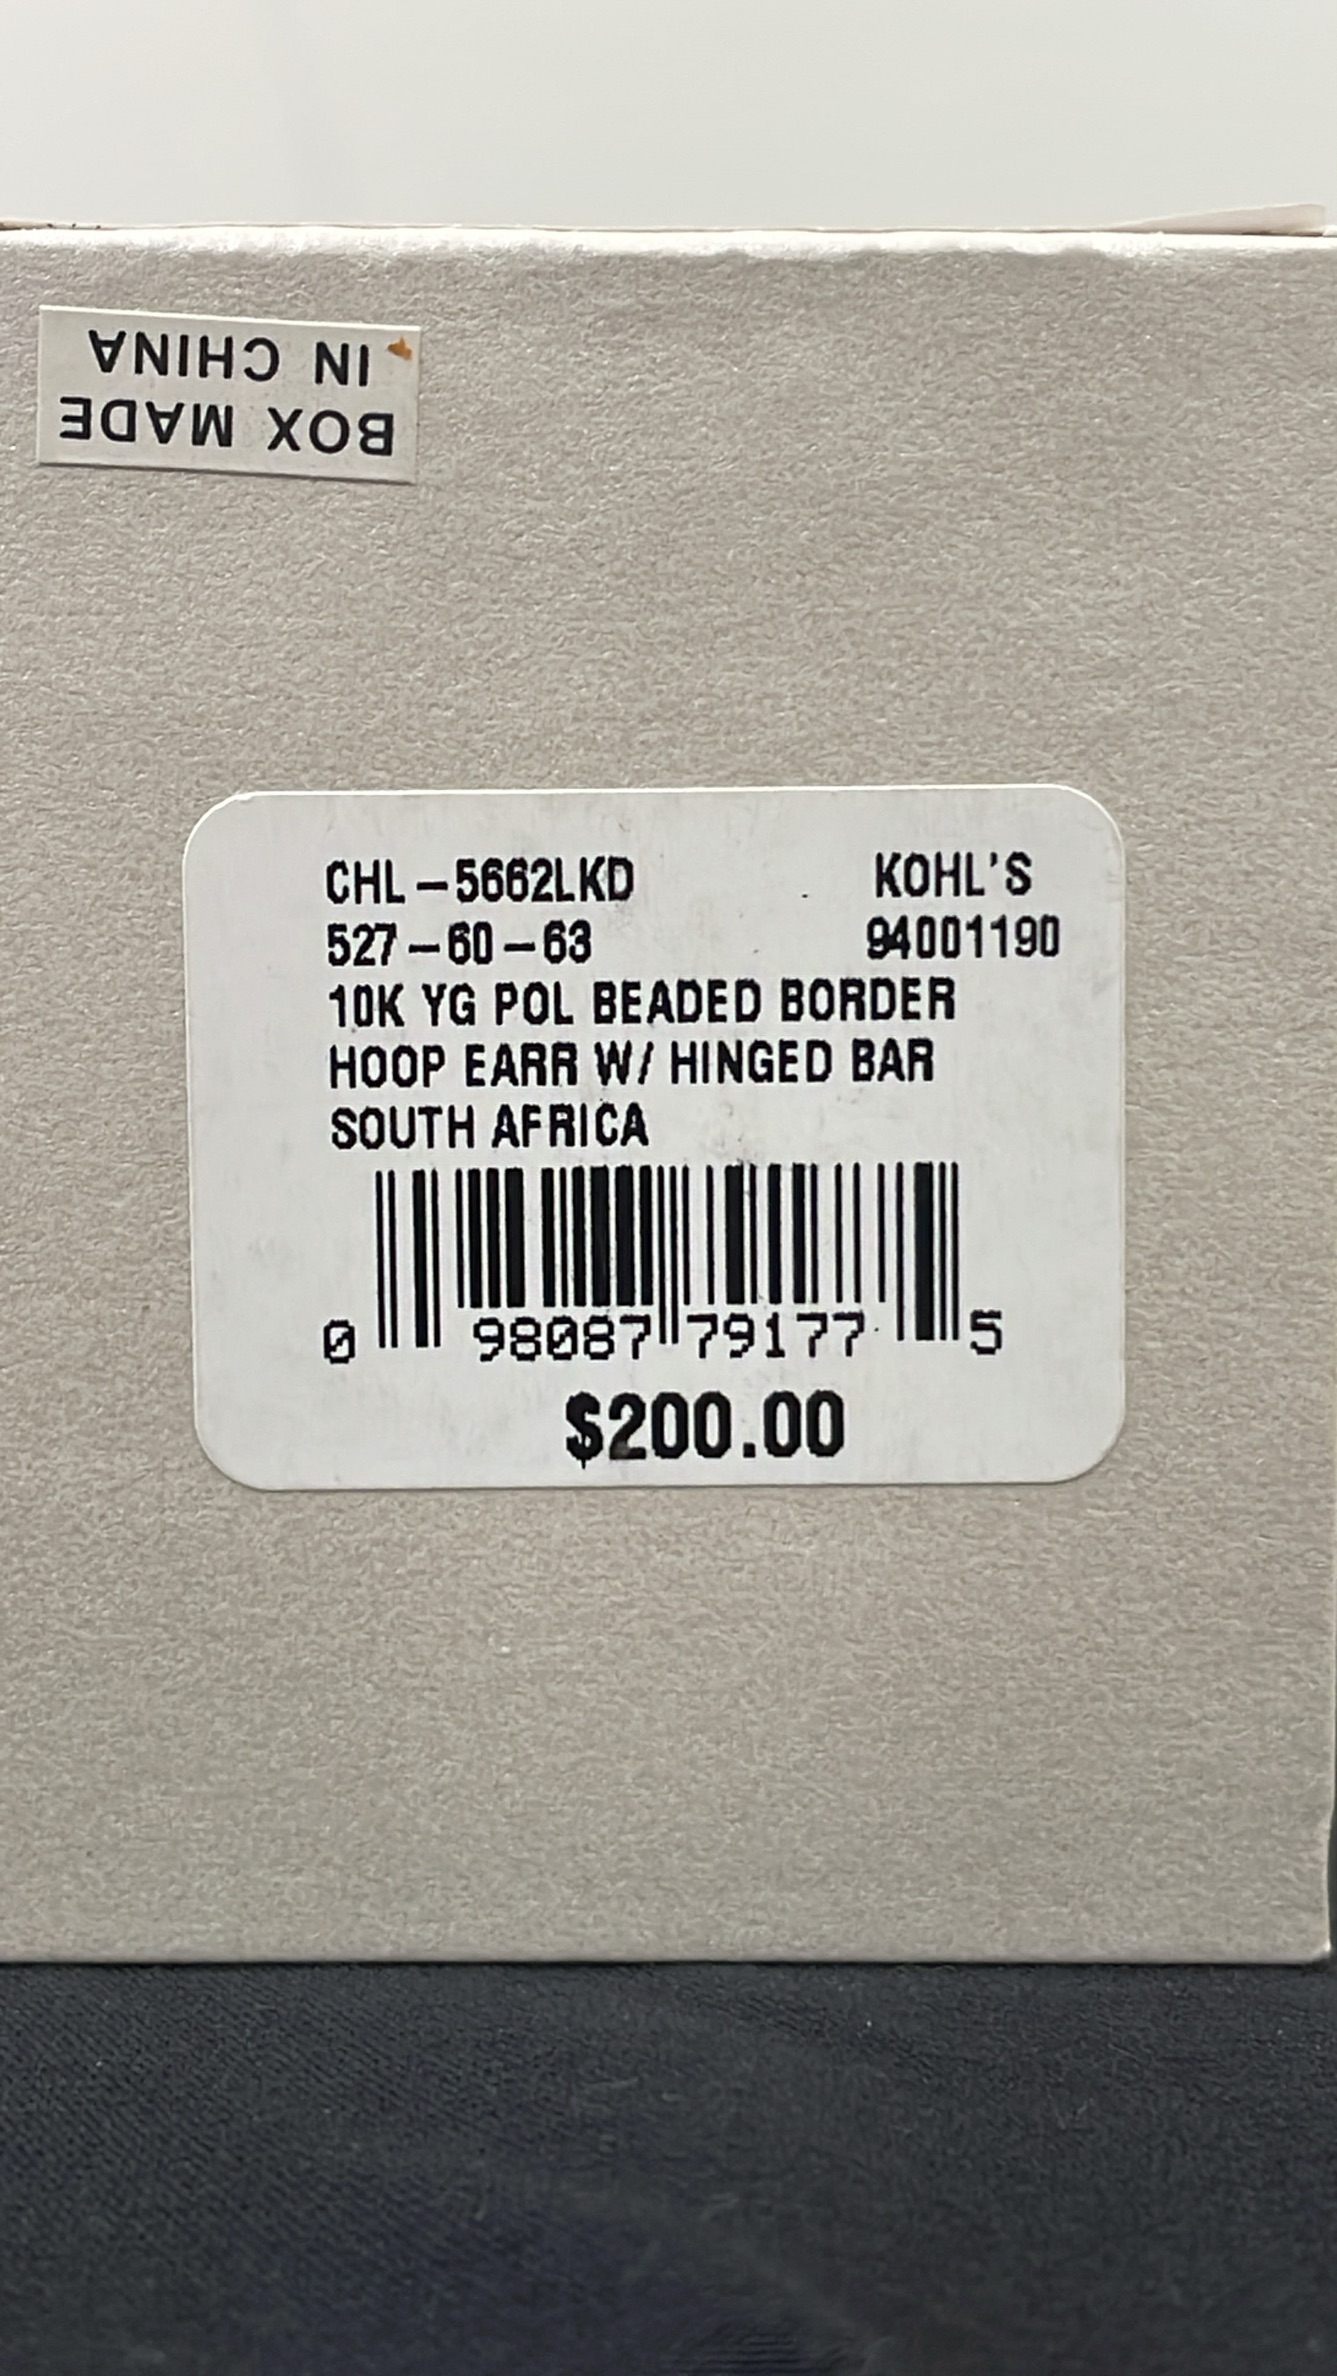 BOX MADE
IN CHINA
CHL-5662LKD KOHL'S
527-60-63 94001190
10K YG POL BEADED BORDER
HOOP EARR W/ HINGED BAR
SOUTH AFRICA
0 98087 79177 5
$200.00